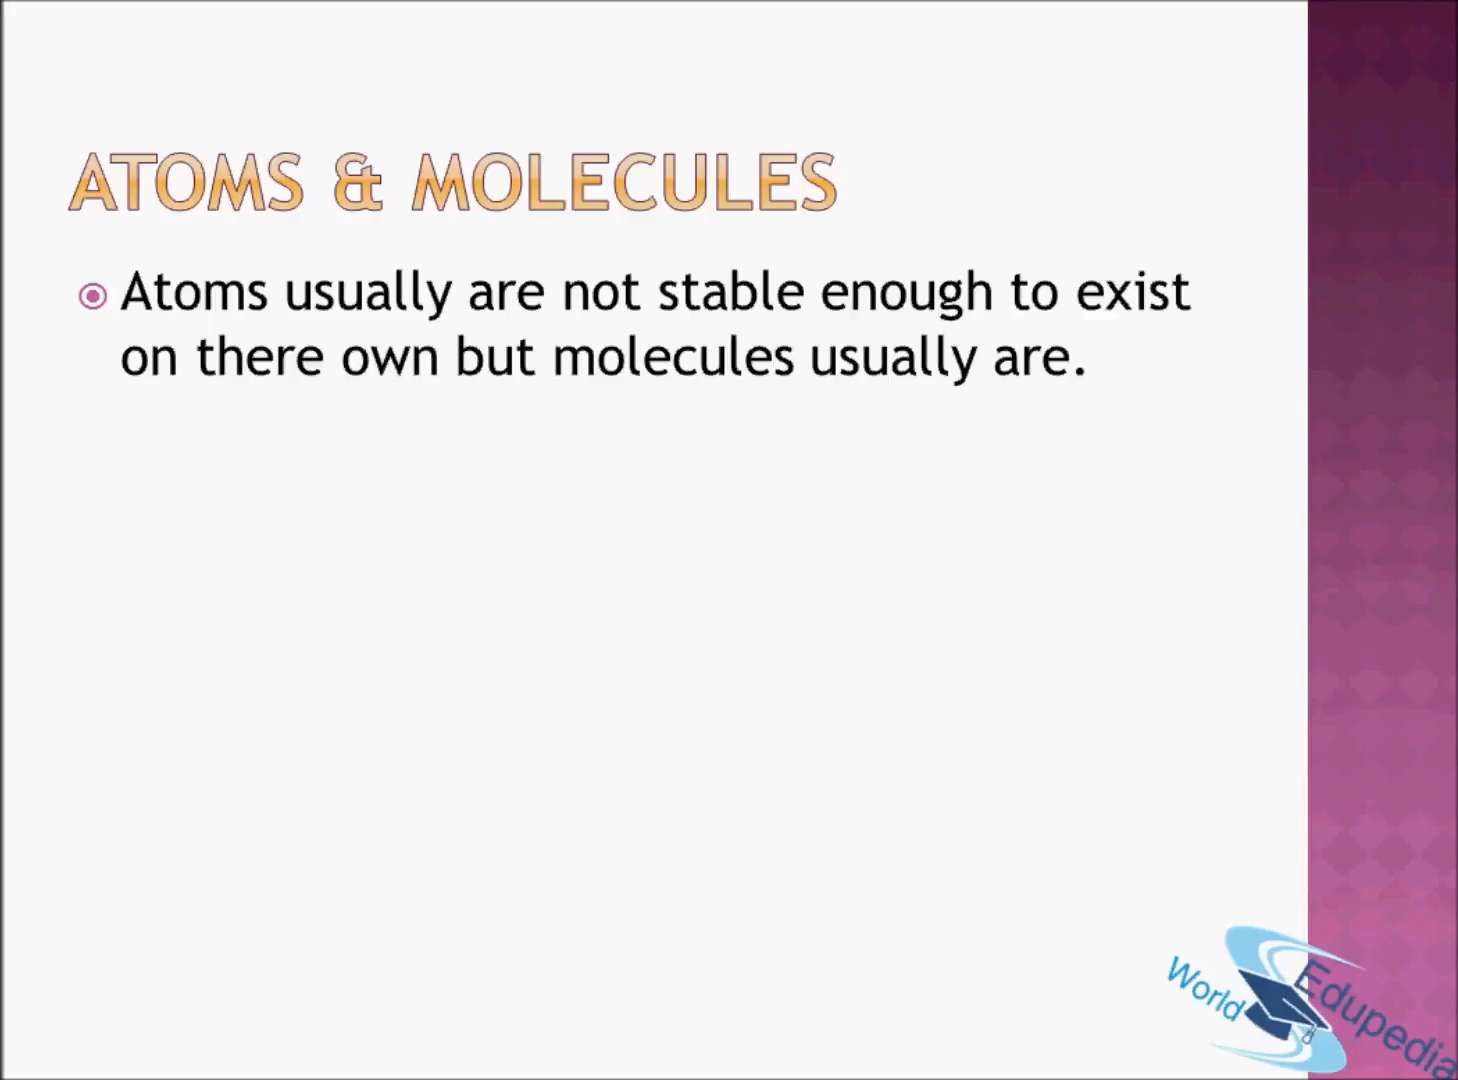 ATOMS & MOLECULES
Atoms usually are not stable enough to exist
on there own but molecules usually are.
World Edupedia